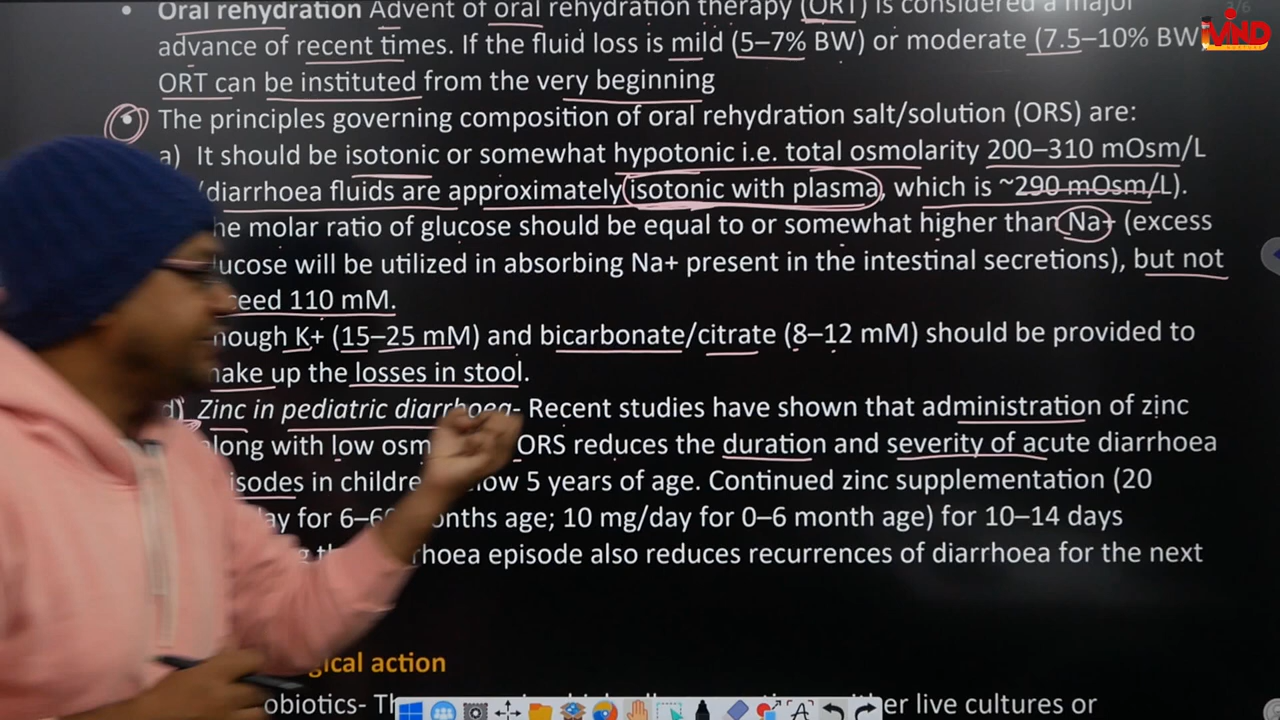 • Oral rehydration Advent of oral rehydration therapy (ORT) is considered a major
3/6
advance of recent times. If the fluid loss is mild (5–7% BW) or moderate (7.5–10% BW
MIND
ORT can be instituted from the very beginning
• The principles governing composition of oral rehydration salt/solution (ORS) are:
a) It should be isotonic or somewhat hypotonic i.e. total osmolarity 200–310 mOsm/L
(diarrhoea fluids are approximately isotonic with plasma, which is ~290 mOsm/L).
he molar ratio of glucose should be equal to or somewhat higher than Na+ (excess
ucose will be utilized in absorbing Na+ present in the intestinal secretions), but not
ceed 110 mM.
nough K+ (15–25 mM) and bicarbonate/citrate (8–12 mM) should be provided to
make up the losses in stool.
d) Zinc in pediatric diarrhoea- Recent studies have shown that administration of zinc
long with low osm ORS reduces the duration and severity of acute diarrhoea
isodes in childre low 5 years of age. Continued zinc supplementation (20
ay for 6–6 onths age; 10 mg/day for 0–6 month age) for 10–14 days
rhoea episode also reduces recurrences of diarrhoea for the next
gical action
obiotics- Th er live cultures or